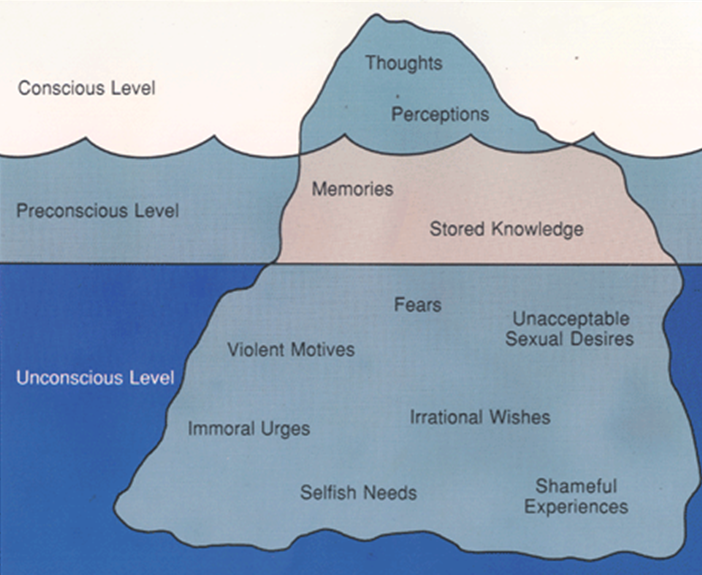 Thoughts
Conscious Level
Perceptions
Memories
Preconscious Level
Stored Knowledge
Fears
Unacceptable
Sexual Desires
Violent Motives
Unconscious Level
Irrational Wishes
Immoral Urges
Selfish Needs
Shameful
Experiences